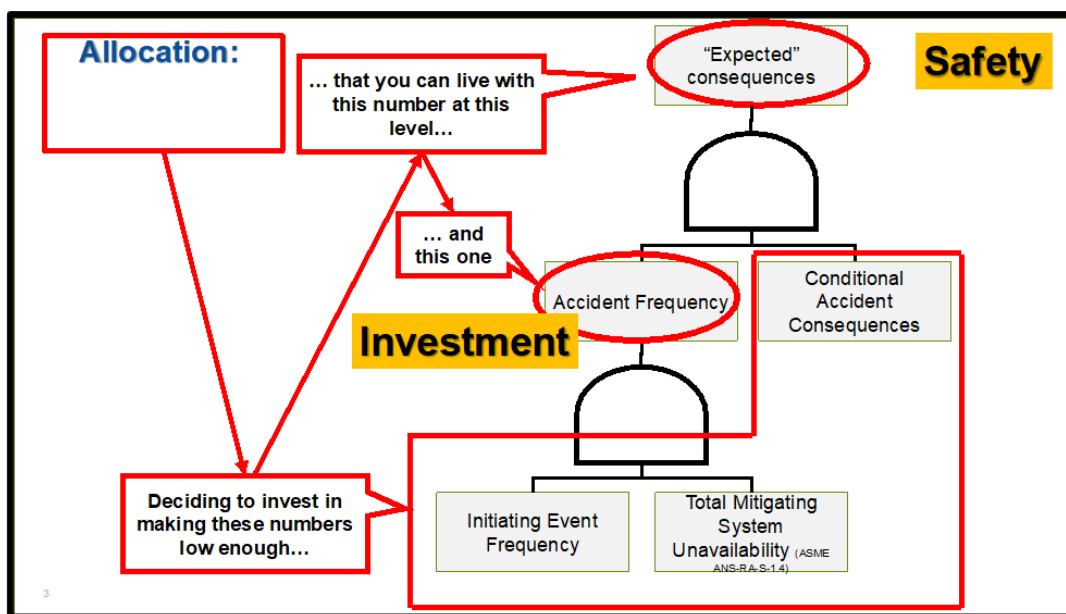 Allocation:
“Expected”
consequences
Safety
… that you can live with
this number at this
level…
… and
this one
Accident Frequency
Conditional
Accident
Consequences
Investment
Deciding to invest in
making these numbers
low enough…
Initiating Event
Frequency
Total Mitigating
System
Unavailability (ASME
ANS-RA-S-1.4)
3